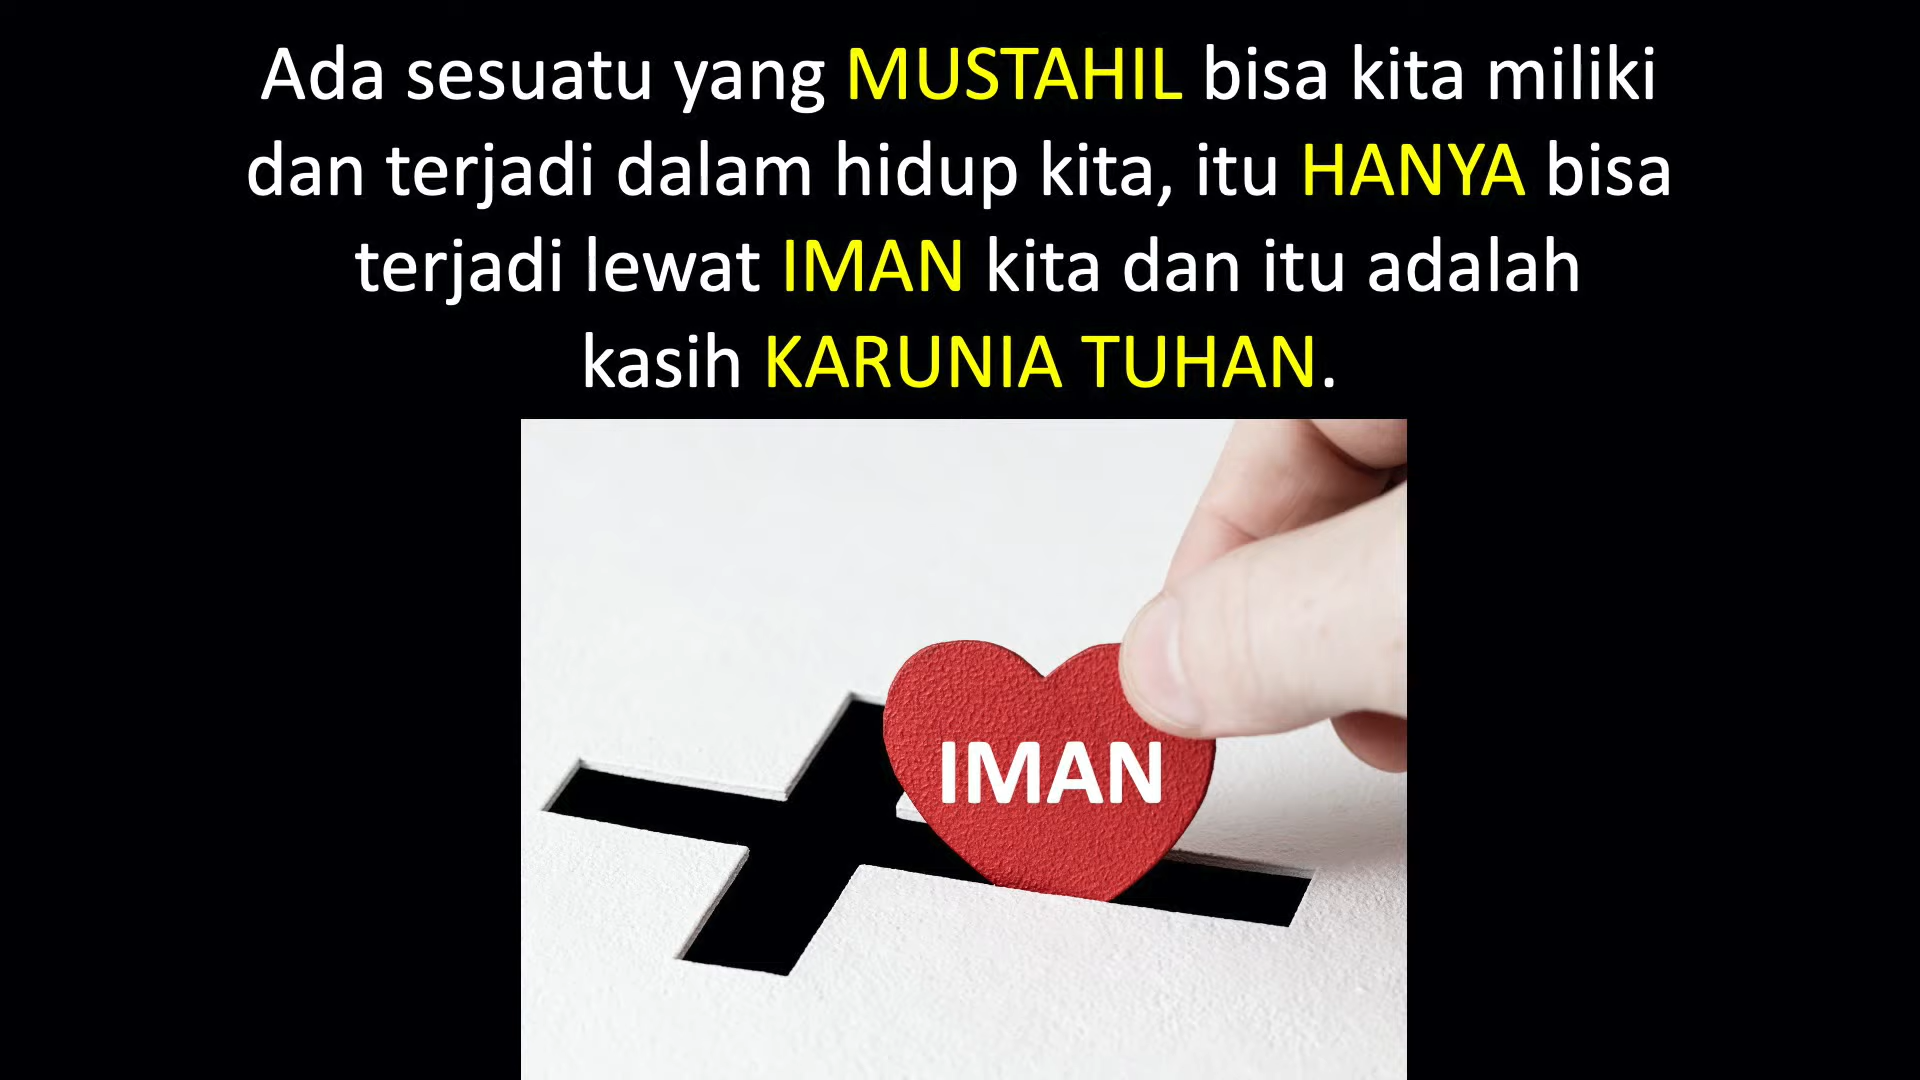 Ada sesuatu yang MUSTAHIL bisa kita miliki
dan terjadi dalam hidup kita, itu HANYA bisa
terjadi lewat IMAN kita dan itu adalah
kasih KARUNIA TUHAN.
IMAN